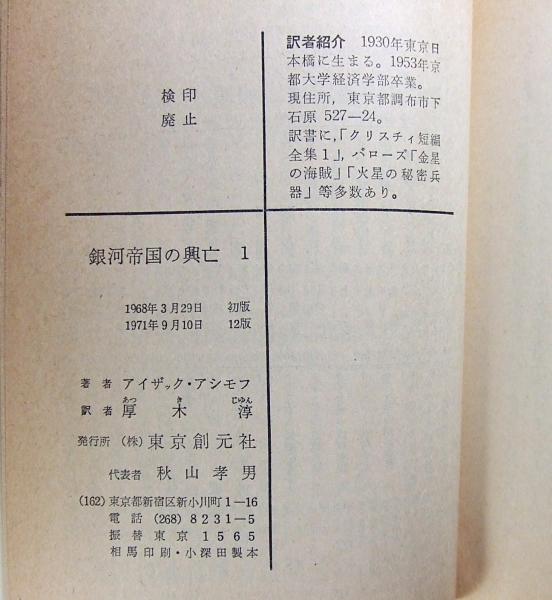 訳者紹介 1930年東京日
本橋に生まる。1953年京
都大学経済学部卒業。
現住所，東京都調布市下
石原 527―24。
訳書に，「クリスチィ短編
全集1」，バローズ「金星
の海賊」「火星の秘密兵
器」等多数あり。
検印
廃止
銀河帝国の興亡 1
1968年3月29日 初版
1971年9月10日 12版
著者 アイザック・アシモフ
あつ き じゅん
訳者 厚木淳
発行所 (株)東京創元社
代表者 秋山孝男
(162)東京都新宿区新小川町1―16
電話 (268) 8231―5
振替東京 1565
相馬印刷・小深田製本